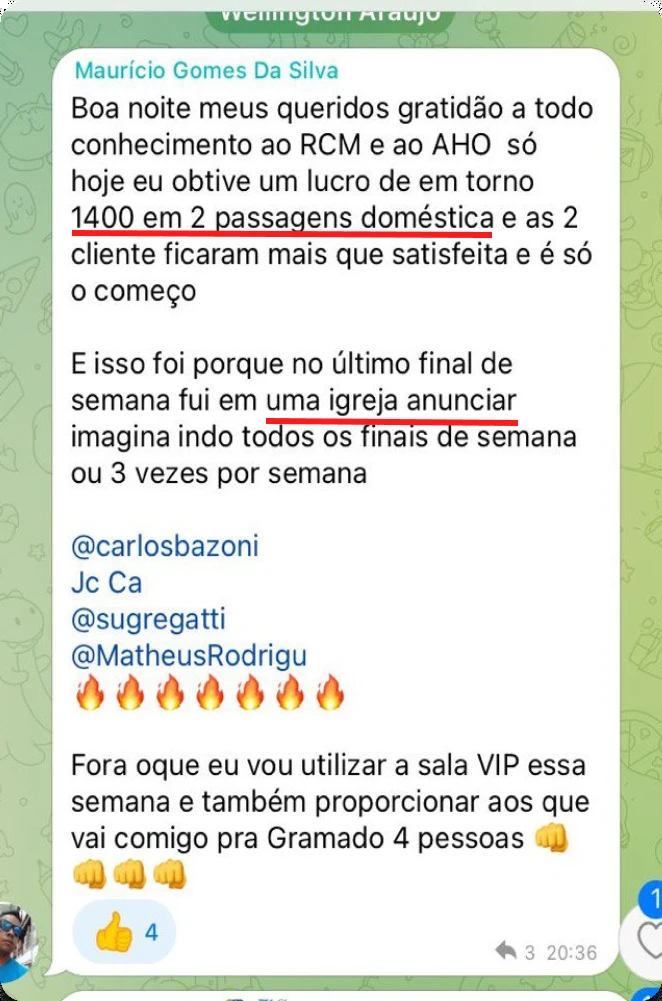 Wellington Araujo
Maurício Gomes Da Silva
Boa noite meus queridos gratidão a todo
conhecimento ao RCM e ao AHO só
hoje eu obtive um lucro de em torno
1400 em 2 passagens doméstica e as 2
cliente ficaram mais que satisfeita e é só
o começo
E isso foi porque no último final de
semana fui em uma igreja anunciar
imagina indo todos os finais de semana
ou 3 vezes por semana
@carlosbazoni
Jc Ca
@sugregatti
@MatheusRodrigu
🔥🔥🔥🔥🔥🔥🔥
Fora oque eu vou utilizar a sala VIP essa
semana e também proporcionar aos que
vai comigo pra Gramado 4 pessoas 👊
👊👊👊
👍 4
3 20:36
1